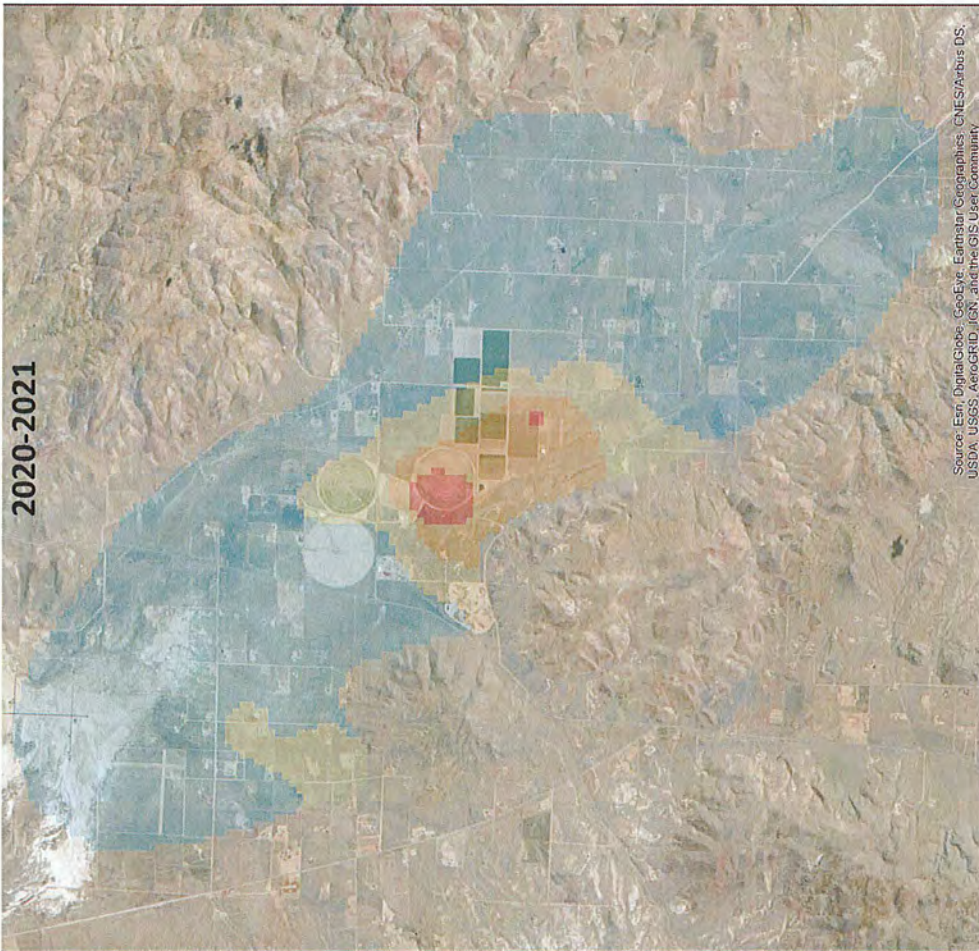 2020-2021
Source: Esri, DigitalGlobe, GeoEye, Earthstar Geographics, CNES/Airbus DS,
USDA, USGS, AeroGRID, IGN, and the GIS User Community